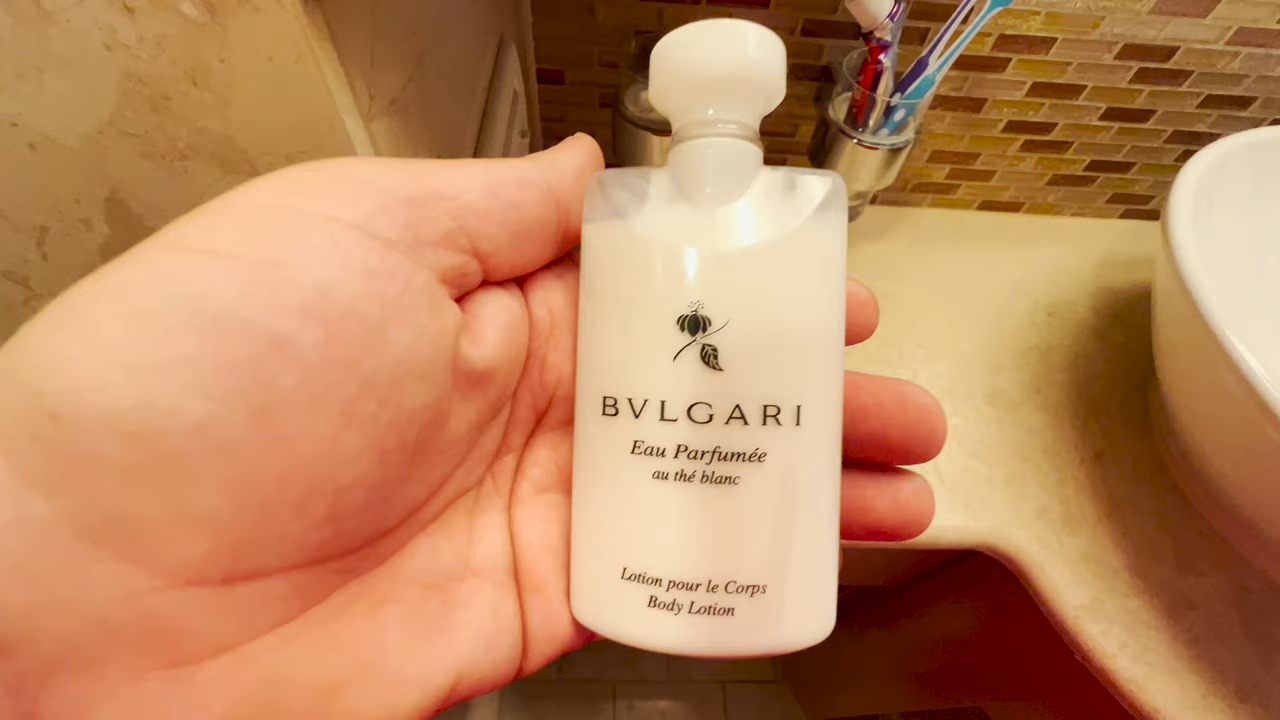 BVLGARI
Eau Parfumée
au thé blanc
Lotion pour le Corps
Body Lotion